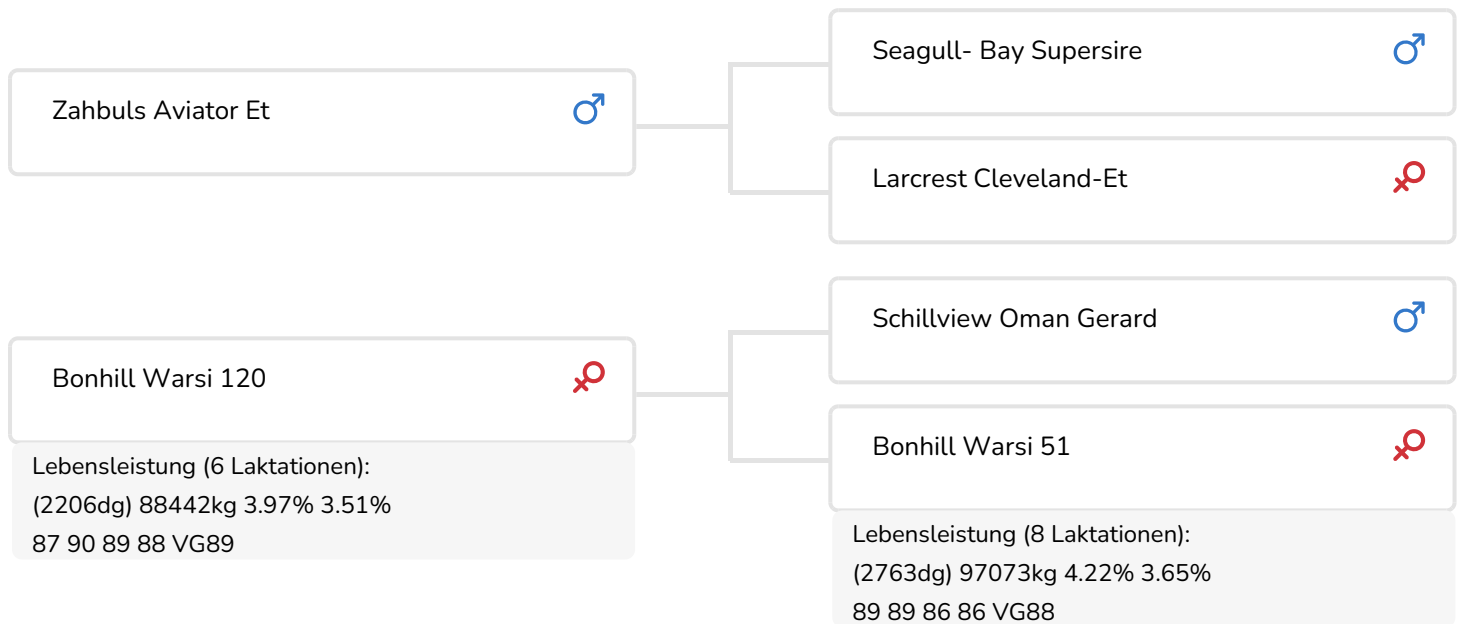 Zahbuls Aviator Et
Seagull- Bay Supersire
Larcrest Cleveland-Et
Bonhill Warsi 120
Lebensleistung (6 Laktationen):
(2206dg) 88442kg 3.97% 3.51%
87 90 89 88 VG89
Schillview Oman Gerard
Bonhill Warsi 51
Lebensleistung (8 Laktationen):
(2763dg) 97073kg 4.22% 3.65%
89 89 86 86 VG88